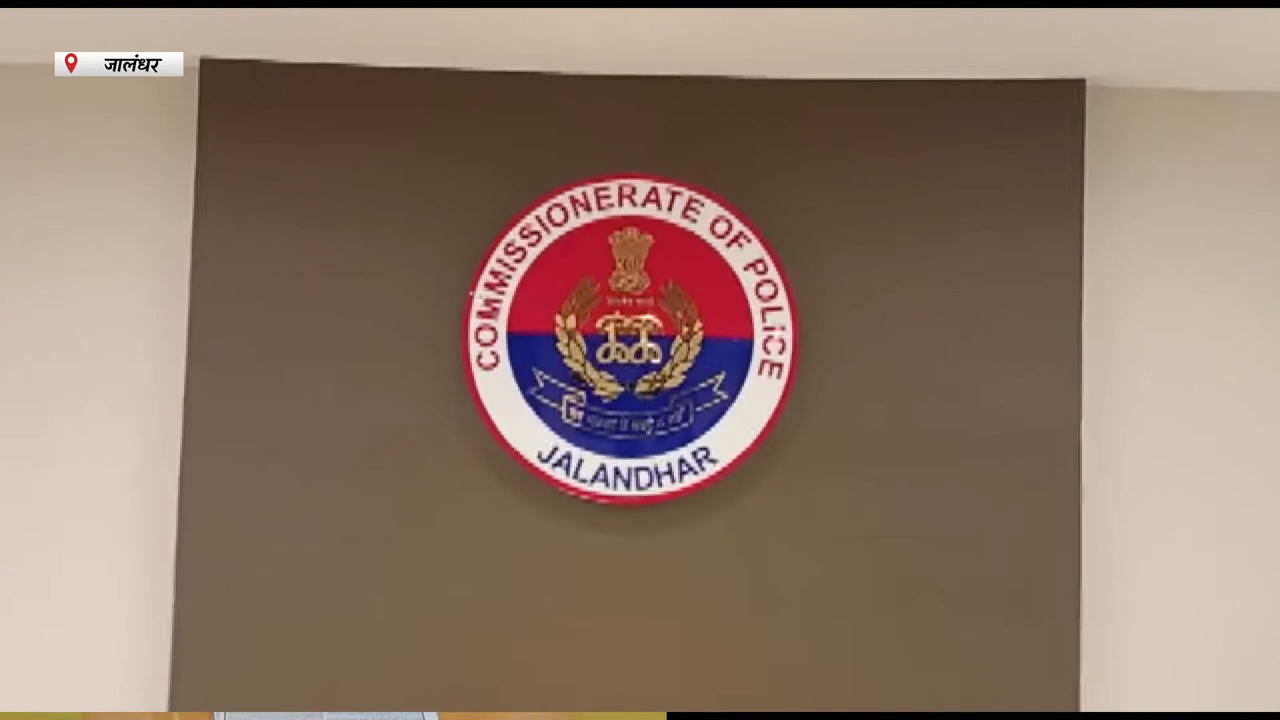 जालंधर
COMMISSIONERATE OF POLICE
JALANDHAR